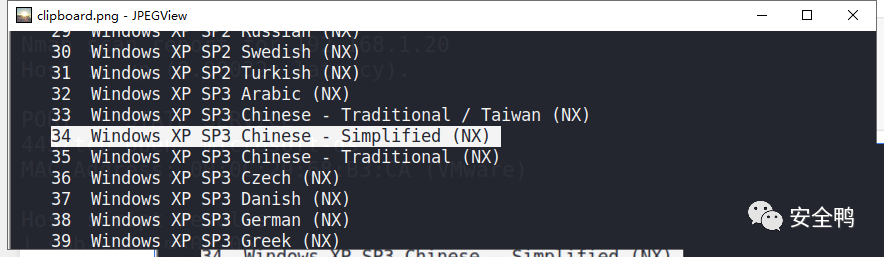 clipboard.png - JPEGView
29 Windows XP SP2 Russian (NX)
30 Windows XP SP2 Swedish (NX)
31 Windows XP SP2 Turkish (NX)
32 Windows XP SP3 Arabic (NX)
33 Windows XP SP3 Chinese - Traditional / Taiwan (NX)
34 Windows XP SP3 Chinese - Simplified (NX)
35 Windows XP SP3 Chinese - Traditional (NX)
36 Windows XP SP3 Czech (NX)
37 Windows XP SP3 Danish (NX)
38 Windows XP SP3 German (NX)
39 Windows XP SP3 Greek (NX)
安全鸭
34 Windows XP SP3 Chinese - Simplified (NX)